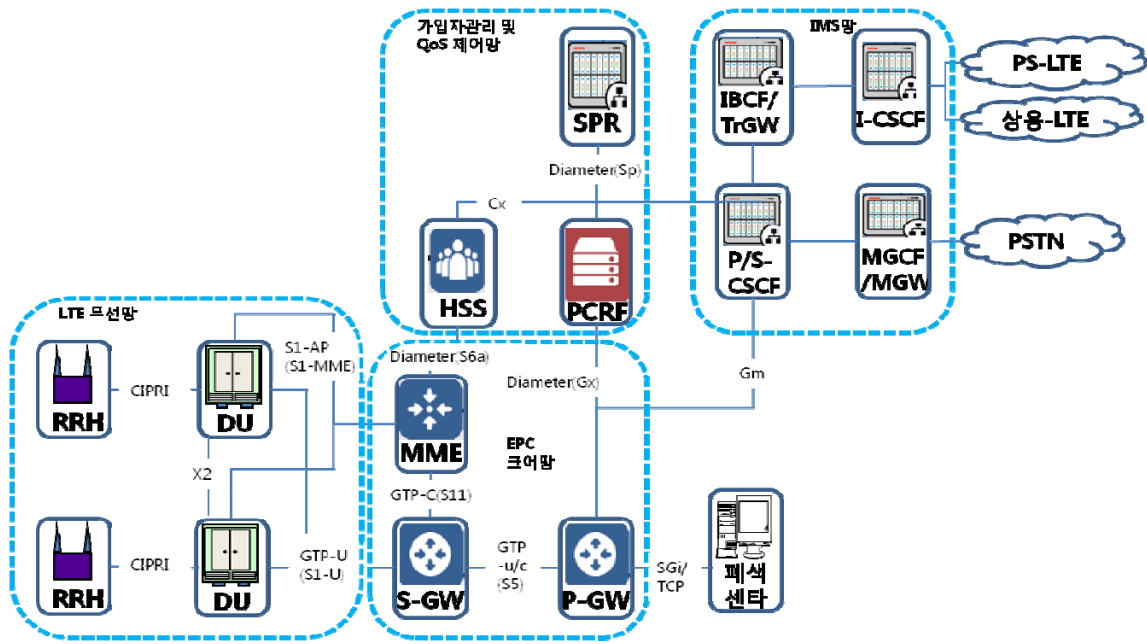 가입자관리 및
QoS 제어망
SPR
Diameter(Sp)
Cx
HSS
PCRF
IMS망
IBCF/
TrGW
I-CSCF
PS-LTE
상용-LTE
P/S-
CSCF
MGCF
/MGW
PSTN
Gm
LTE 무선망
RRH
CIPRI
DU
S1-AP
(S1-MME)
X2
RRH
CIPRI
DU
GTP-U
(S1-U)
Diameter(S6a)
Diameter(Gx)
MME
EPC
코어망
GTP-C(S11)
S-GW
GTP
-u/c
(S5)
P-GW
SGi/
TCP
폐색
센타